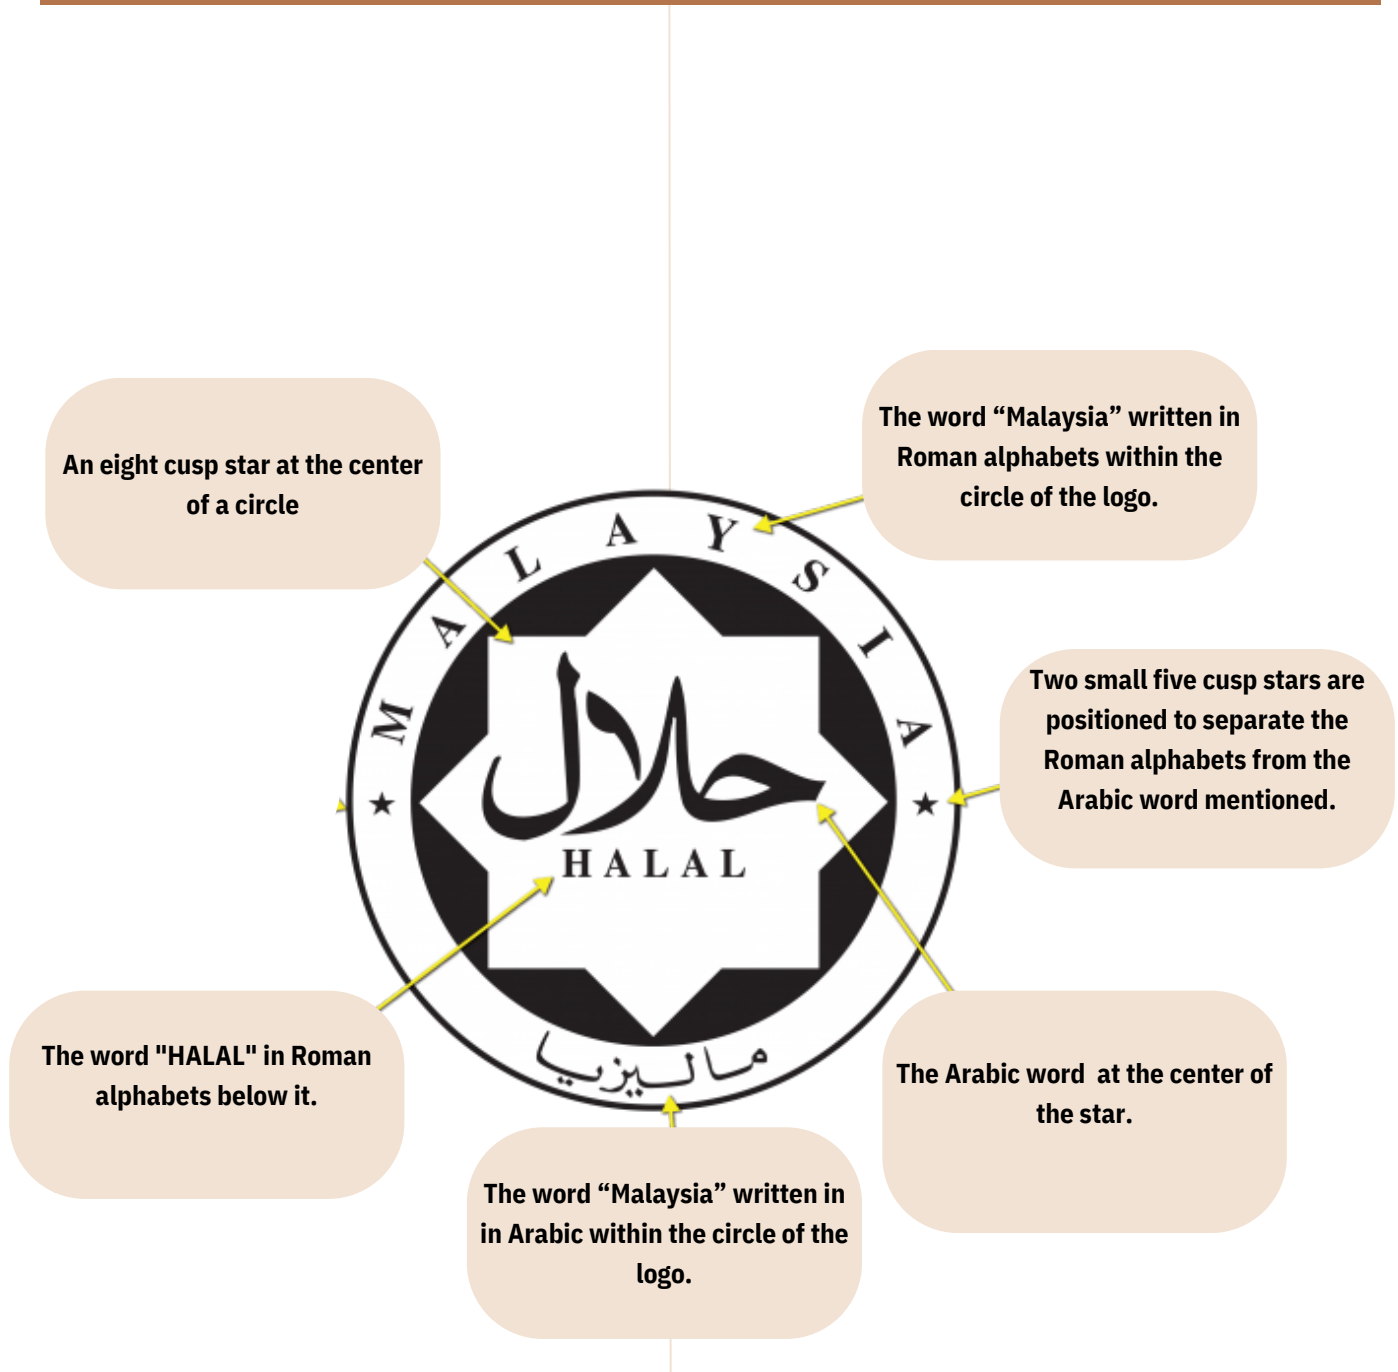 An eight cusp star at the center
of a circle
The word “Malaysia” written in
Roman alphabets within the
circle of the logo.
MALAYSIA
Two small five cusp stars are
positioned to separate the
Roman alphabets from the
Arabic word mentioned.
حلال
HALAL
ماليزيا
The word "HALAL" in Roman
alphabets below it.
The Arabic word at the center of
the star.
The word “Malaysia” written in
in Arabic within the circle of the
logo.